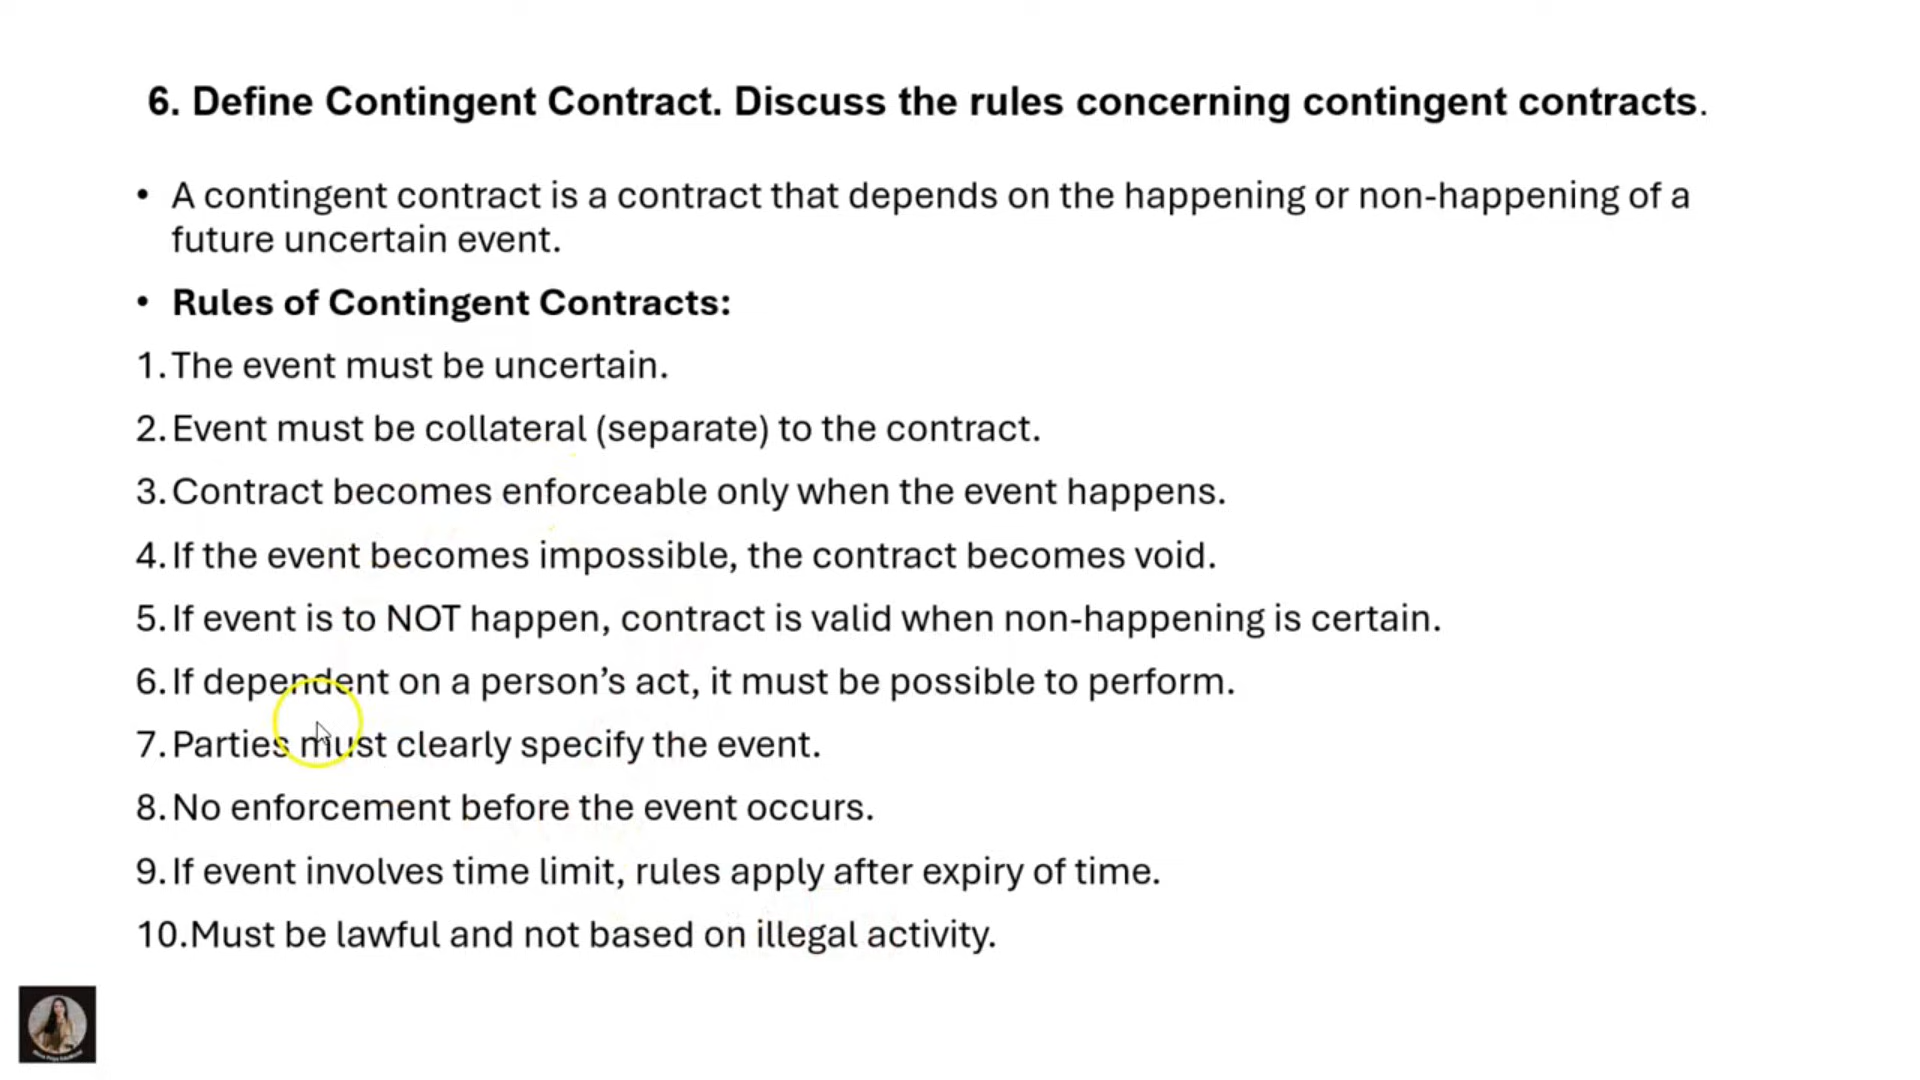 6. Define Contingent Contract. Discuss the rules concerning contingent contracts.
• A contingent contract is a contract that depends on the happening or non-happening of a
future uncertain event.
• Rules of Contingent Contracts:
1. The event must be uncertain.
2. Event must be collateral (separate) to the contract.
3. Contract becomes enforceable only when the event happens.
4. If the event becomes impossible, the contract becomes void.
5. If event is to NOT happen, contract is valid when non-happening is certain.
6. If dependent on a person’s act, it must be possible to perform.
7. Parties must clearly specify the event.
8. No enforcement before the event occurs.
9. If event involves time limit, rules apply after expiry of time.
10.Must be lawful and not based on illegal activity.